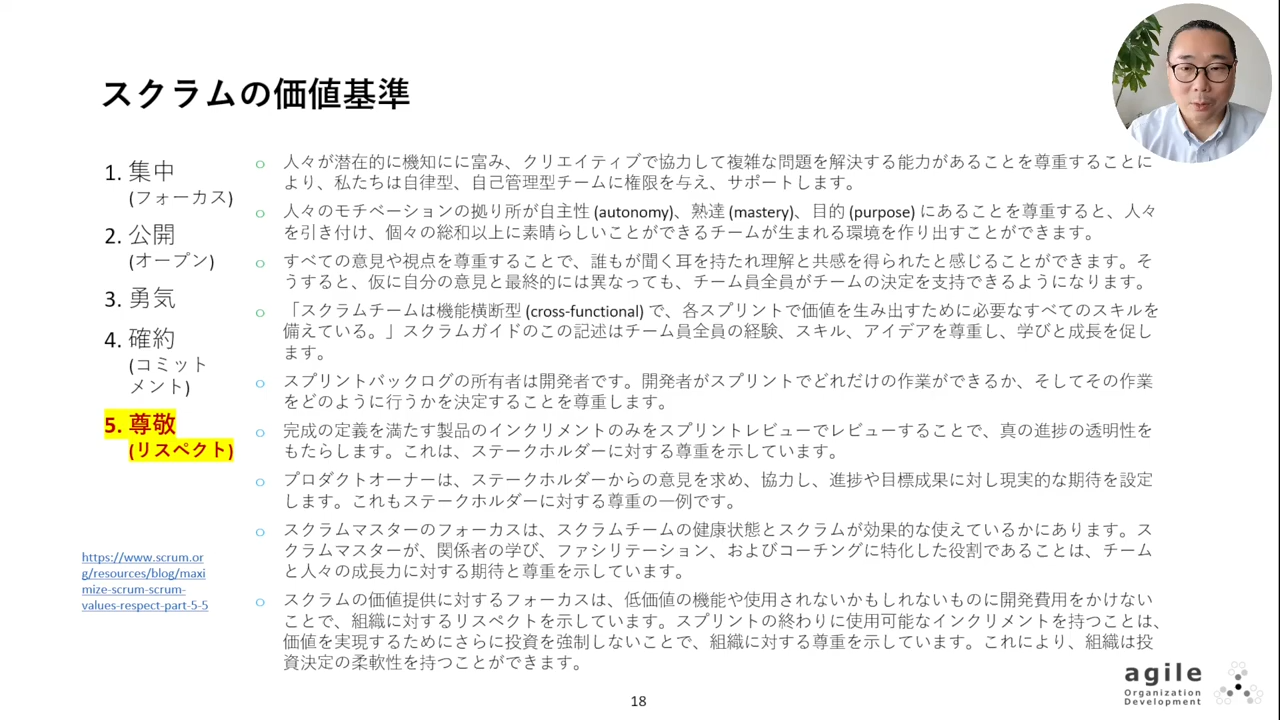 スクラムの価値基準
1. 集中
(フォーカス)
2. 公開
(オープン)
3. 勇気
4. 確約
(コミット
メント)
5. 尊敬
(リスペクト)
https://www.scrum.or
g/resources/blog/maxi
mize-scrum-scrum-
values-respect-part-5-5
人々が潜在的に機知にに富み、クリエイティブで協力して複雑な問題を解決する能力があることを尊重することに
より、私たちは自律型、自己管理型チームに権限を与え、サポートします。
人々のモチベーションの拠り所が自主性 (autonomy)、熟達 (mastery)、目的 (purpose) にあることを尊重すると、人々
を引き付け、個々の総和以上に素晴らしいことができるチームが生まれる環境を作り出すことができます。
すべての意見や視点を尊重することで、誰もが聞く耳を持たれ理解と共感を得られたと感じることができます。そ
うすると、仮に自分の意見と最終的には異なっても、チーム員全員がチームの決定を支持できるようになります。
「スクラムチームは機能横断型 (cross-functional) で、各スプリントで価値を生み出すために必要なすべてのスキルを
備えている。」スクラムガイドのこの記述はチーム員全員の経験、スキル、アイデアを尊重し、学びと成長を促し
ます。
スプリントバックログの所有者は開発者です。開発者がスプリントでどれだけの作業ができるか、そしてその作業
をどのように行うかを決定することを尊重します。
完成の定義を満たす製品のインクリメントのみをスプリントレビューでレビューすることで、真の進捗の透明性を
もたらします。これは、ステークホルダーに対する尊重を示しています。
プロダクトオーナーは、ステークホルダーからの意見を求め、協力し、進捗や目標成果に対し現実的な期待を設定
します。これもステークホルダーに対する尊重の一例です。
スクラムマスターのフォーカスは、スクラムチームの健康状態とスクラムが効果的な使えているかにあります。ス
クラムマスターが、関係者の学び、ファシリテーション、およびコーチングに特化した役割であることは、チーム
と人々の成長力に対する期待と尊重を示しています。
スクラムの価値提供に対するフォーカスは、低価値の機能や使用されないかもしれないものに開発費用をかけない
ことで、組織に対するリスペクトを示しています。スプリントの終わりに使用可能なインクリメントを持つことは、
価値を実現するためにさらに投資を強制しないことで、組織に対する尊重を示しています。これにより、組織は投
資決定の柔軟性を持つことができます。
18
agile
Organization
Development